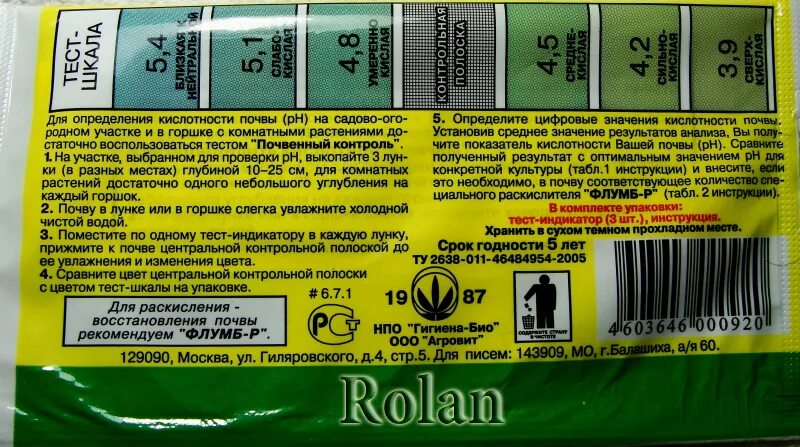 ТЕСТ-
ШКАЛА
5,4
БЛИЗКАЯ К
НЕЙТРАЛЬНОЙ
5,1
СЛАБО-
КИСЛАЯ
4,8
УМЕРЕННО
КИСЛАЯ
КОНТРОЛЬНАЯ
ПОЛОСКА
4,5
СРЕДНЕ-
КИСЛАЯ
4,2
СИЛЬНО-
КИСЛАЯ
3,9
СВЕРХ-
КИСЛАЯ
Для определения кислотности почвы (pH) на садово-ого-
родном участке и в горшке с комнатными растениями до-
статочно воспользоваться тестом "Почвенный контроль".
1. На участке, выбранном для проверки pH, выкопайте 3 лун-
ки (в разных местах) глубиной 10–25 см, для комнатных
растений достаточно одного небольшого углубления на
каждый горшок.
2. Почву в лунке или в горшке слегка увлажните холодной
чистой водой.
3. Поместите по одному тест-индикатору в каждую лунку,
прижмите к почве центральной контрольной полоской до
ее увлажнения и изменения цвета.
4. Сравните цвет центральной контрольной полоски
с цветом тест-шкалы на упаковке.
5. Определите цифровые значения кислотности почвы.
Установив среднее значение результатов анализа, Вы полу-
чите показатель кислотности Вашей почвы (pH). Сравните
полученный результат с оптимальным значением pH для
конкретной культуры (табл.1 инструкции) и внесите, если
это необходимо, в почву соответствующее количество спе-
циального раскислителя "ФЛУМБ-Р" (табл. 2 инструкции).
В комплекте упаковки:
тест-индикатор (3 шт.), инструкция.
Хранить в сухом темном прохладном месте.
Срок годности 5 лет
ТУ 2638-011-46484954-2005
Для раскисления -
восстановления почвы
рекомендуем "ФЛУМБ-Р".
# 6.7.1
РСТ
19 87
НПО "Гигиена-Био"
ООО "Агровит"
СОДЕРЖИТЕ СТРАНУ
В ЧИСТОТЕ
4 603646 000920
129090, Москва, ул. Гиляровского, д.4, стр.5. Для писем: 143909, МО, г.Балашиха, а/я 60.
Rolan